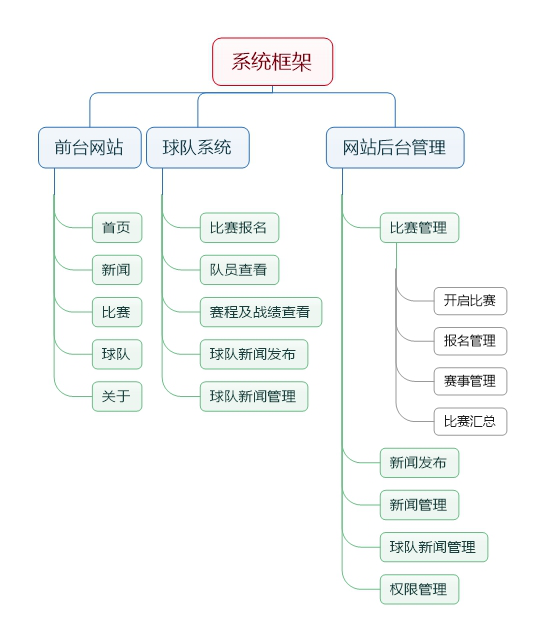 系统框架
前台网站
首页
新闻
比赛
球队
关于
球队系统
比赛报名
队员查看
赛程及战绩查看
球队新闻发布
球队新闻管理
网站后台管理
比赛管理
开启比赛
报名管理
赛事管理
比赛汇总
新闻发布
新闻管理
球队新闻管理
权限管理